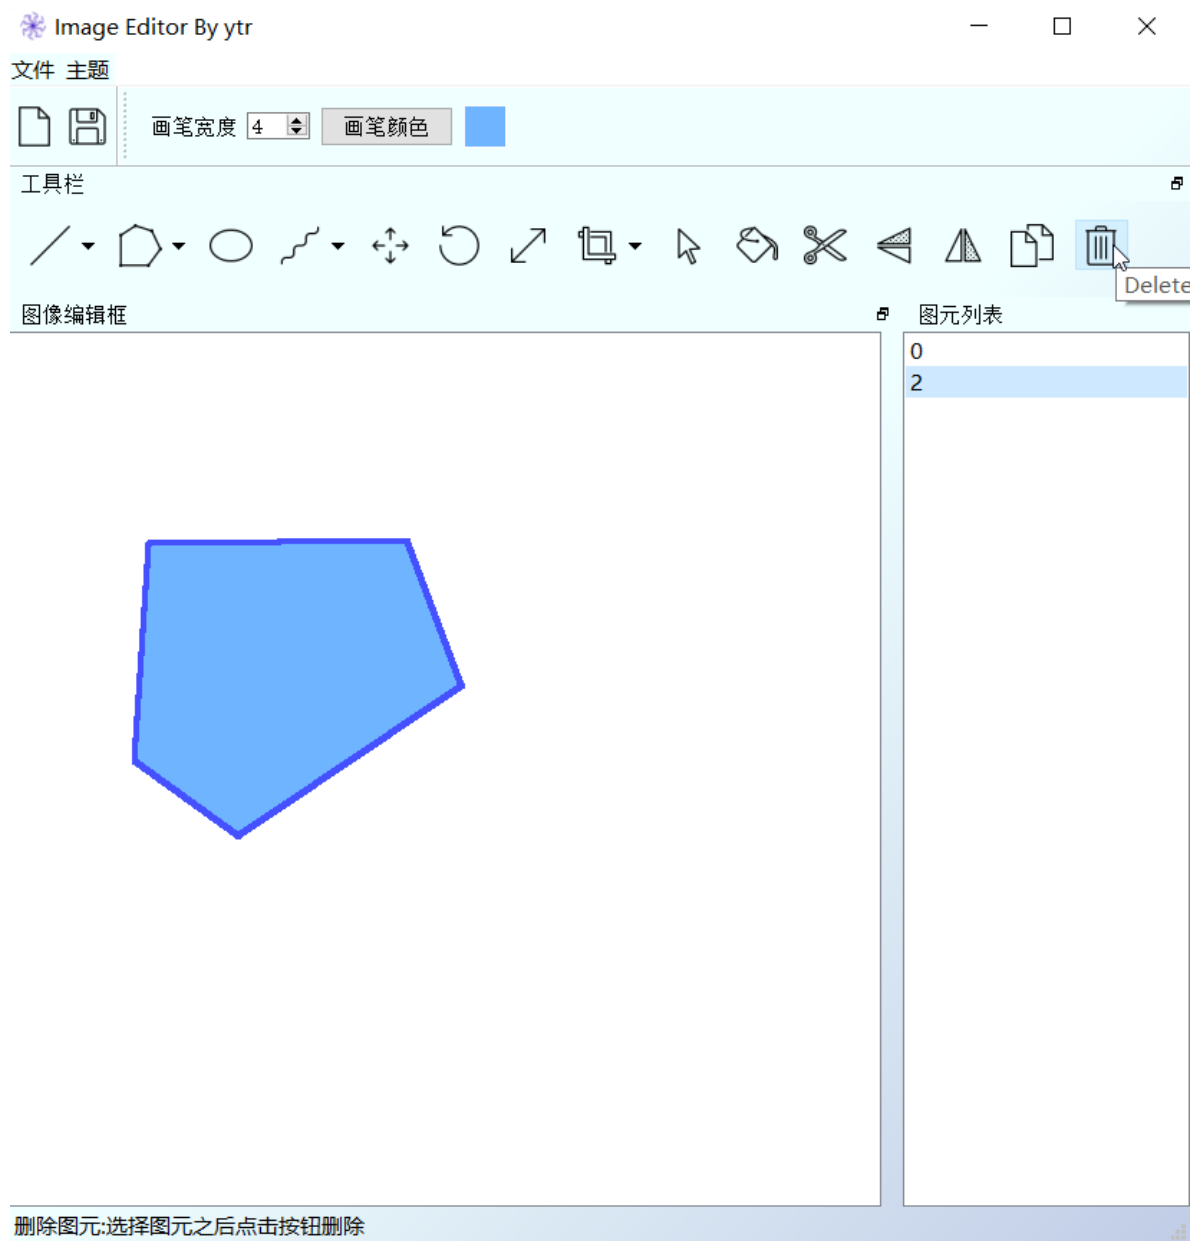 Image Editor By ytr
文件 主题
画笔宽度 4 画笔颜色
工具栏
Delete
图像编辑框 图元列表
0
2
删除图元:选择图元之后点击按钮删除